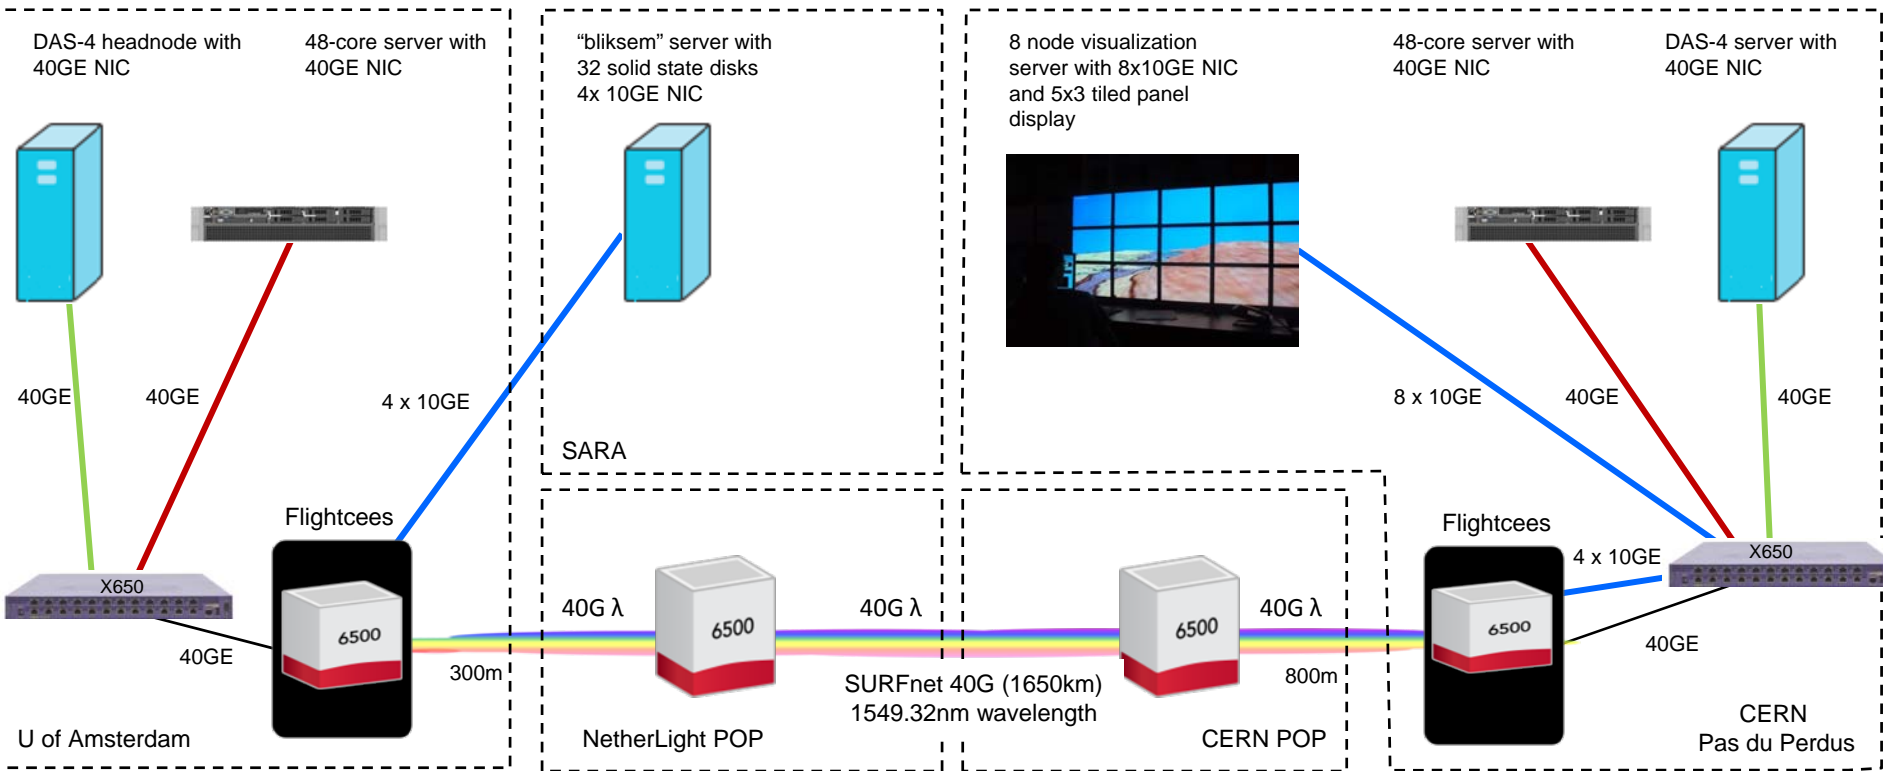 DAS-4 headnode with
40GE NIC
48-core server with
40GE NIC
“bliksem” server with
32 solid state disks
4x 10GE NIC
8 node visualization
server with 8x10GE NIC
and 5x3 tiled panel
display
48-core server with
40GE NIC
DAS-4 server with
40GE NIC
40GE
40GE
4 x 10GE
8 x 10GE
40GE
40GE
SARA
Flightcees
Flightcees
X650
X650
4 x 10GE
40G λ
40G λ
40G λ
6500
6500
6500
6500
40GE
300m
800m
40GE
SURFnet 40G (1650km)
1549.32nm wavelength
U of Amsterdam
NetherLight POP
CERN POP
CERN
Pas du Perdus